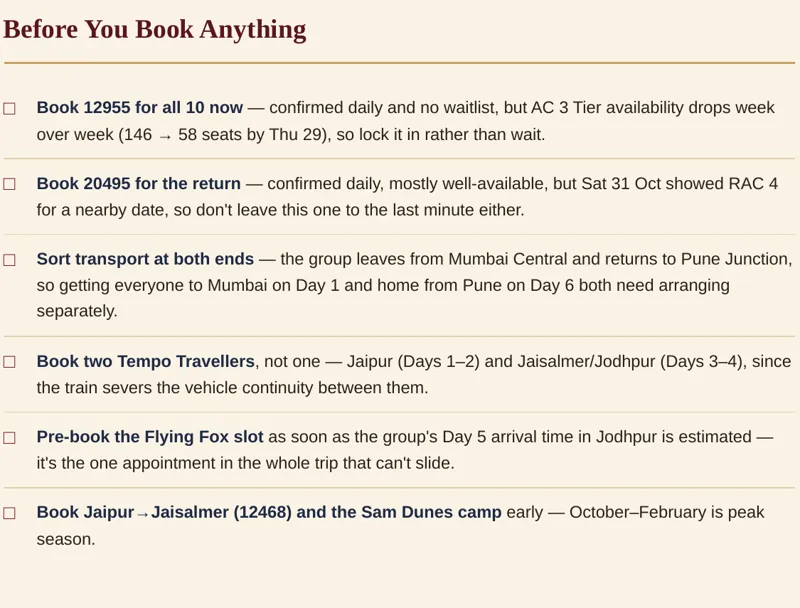 Before You Book Anything
☐ Book 12955 for all 10 now — confirmed daily and no waitlist, but AC 3 Tier availability drops week
over week (146 → 58 seats by Thu 29), so lock it in rather than wait.
☐ Book 20495 for the return — confirmed daily, mostly well-available, but Sat 31 Oct showed RAC 4
for a nearby date, so don't leave this one to the last minute either.
☐ Sort transport at both ends — the group leaves from Mumbai Central and returns to Pune Junction,
so getting everyone to Mumbai on Day 1 and home from Pune on Day 6 both need arranging
separately.
☐ Book two Tempo Travellers, not one — Jaipur (Days 1–2) and Jaisalmer/Jodhpur (Days 3–4), since
the train severs the vehicle continuity between them.
☐ Pre-book the Flying Fox slot as soon as the group's Day 5 arrival time in Jodhpur is estimated —
it's the one appointment in the whole trip that can't slide.
☐ Book Jaipur→Jaisalmer (12468) and the Sam Dunes camp early — October–February is peak
season.